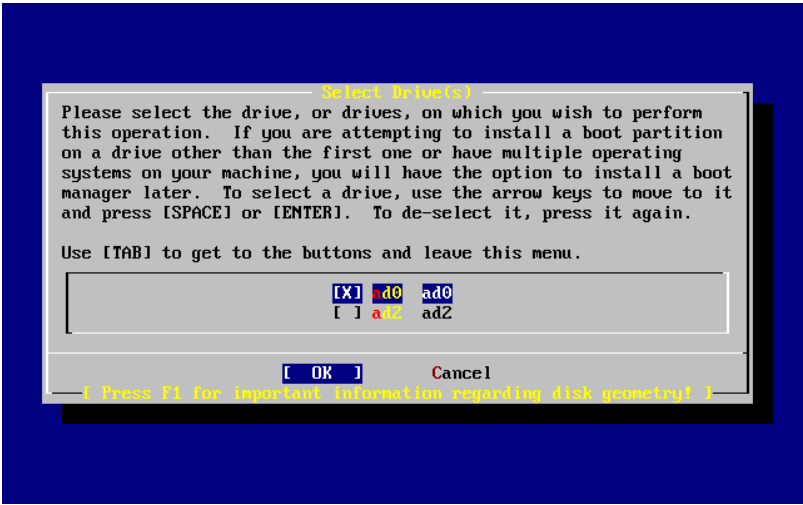 Select Drive(s)
Please select the drive, or drives, on which you wish to perform
this operation.  If you are attempting to install a boot partition
on a drive other than the first one or have multiple operating
systems on your machine, you will have the option to install a boot
manager later.  To select a drive, use the arrow keys to move to it
and press [SPACE] or [ENTER].  To de-select it, press it again.
Use [TAB] to get to the buttons and leave this menu.
[X] ad0  ad0
[ ] ad2  ad2
[  OK  ]  Cancel
[ Press F1 for important information regarding disk geometry! ]